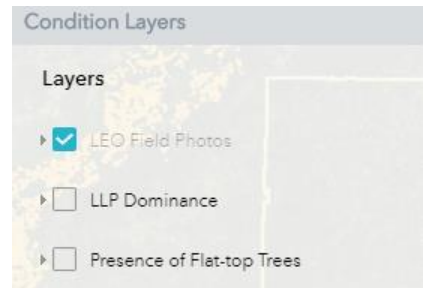 Condition Layers
Layers
LEO Field Photos
LLP Dominance
Presence of Flat-top Trees